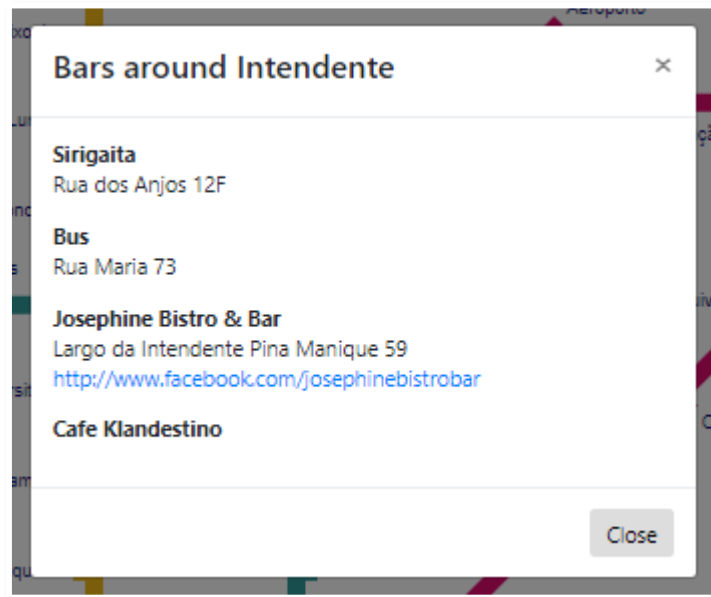 Bars around Intendente
×
Sirigaita
Rua dos Anjos 12F
Bus
Rua Maria 73
Josephine Bistro & Bar
Largo da Intendente Pina Manique 59
http://www.facebook.com/josephinebistrobar
Cafe Klandestino
Close